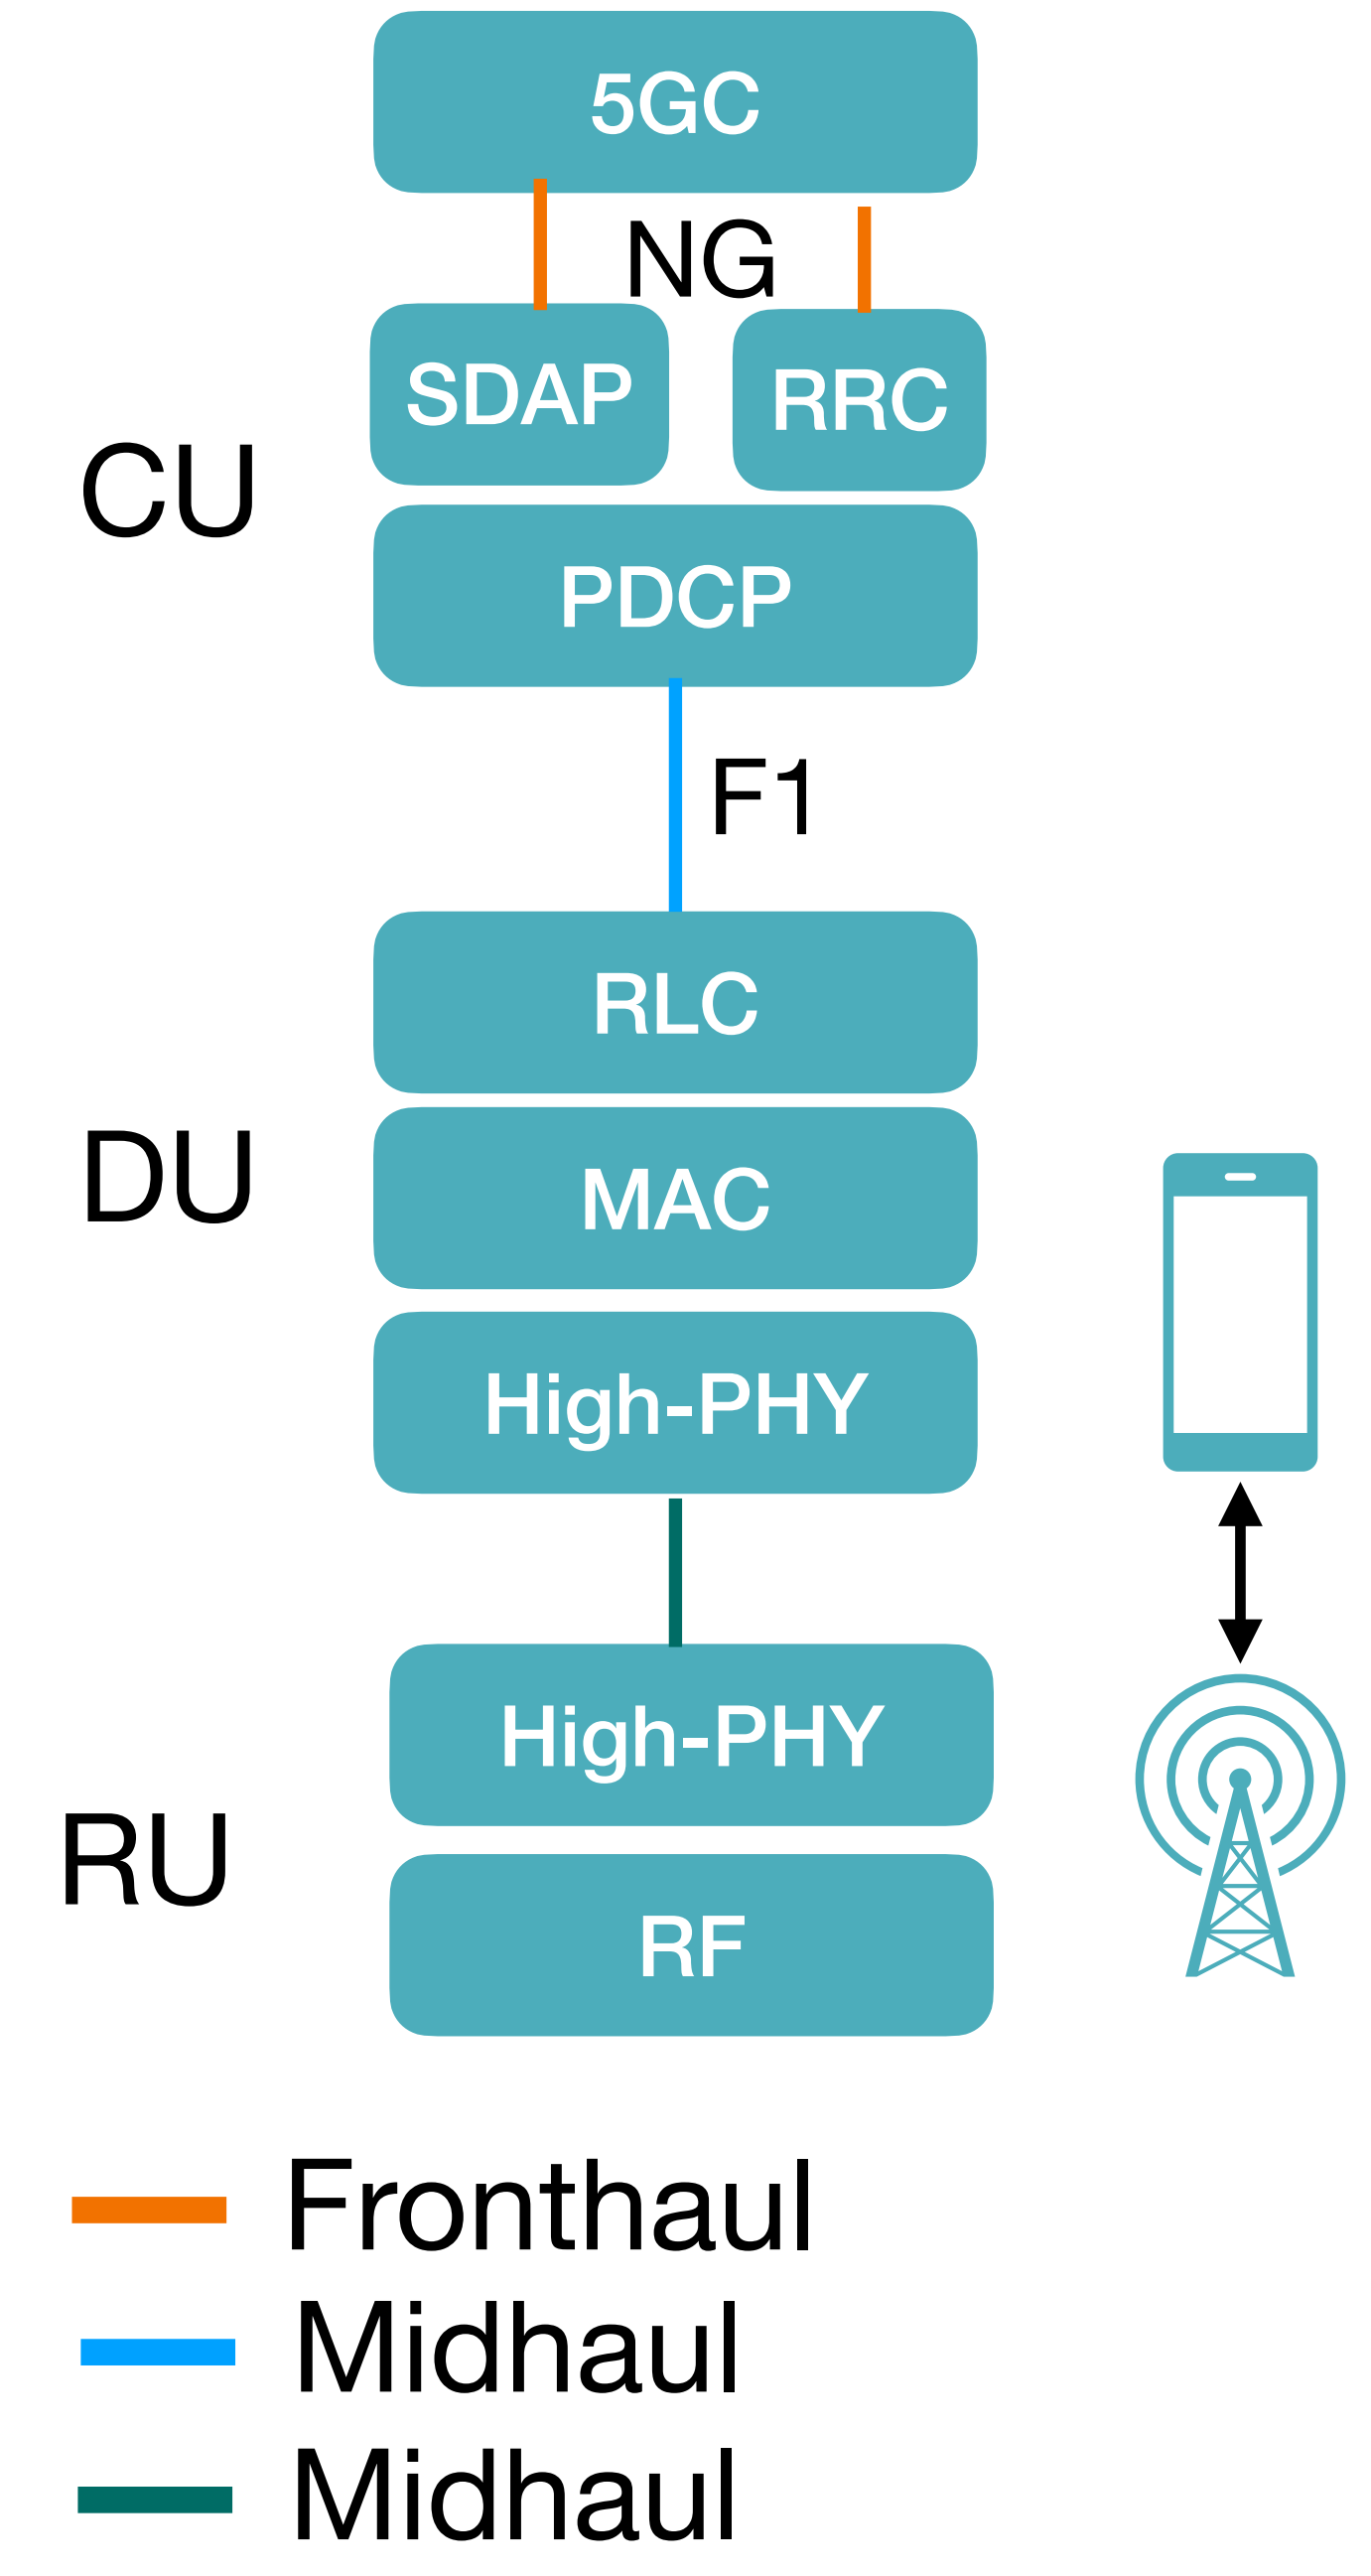 5GC
NG
SDAP
RRC
CU
PDCP
F1
RLC
DU
MAC
High-PHY
High-PHY
RU
RF
Fronthaul
Midhaul
Midhaul